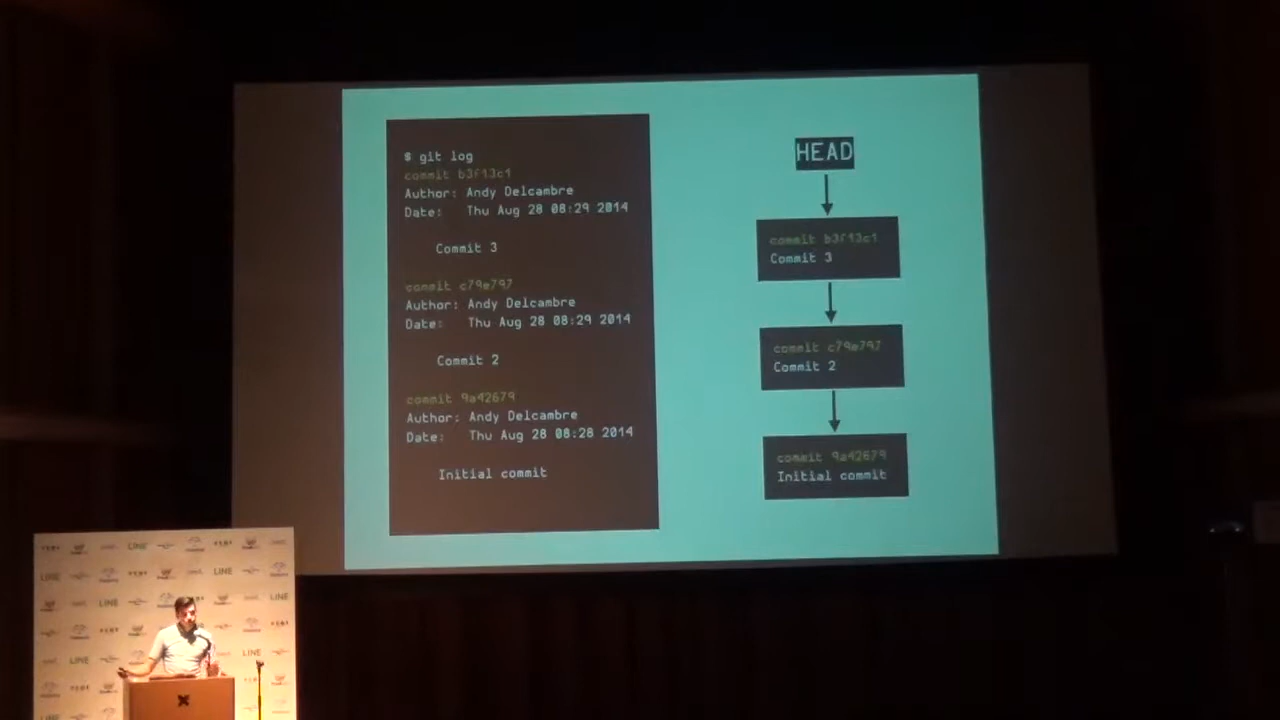 $ git log
commit b3f13c1
Author: Andy Delcambre
Date: Thu Aug 28 08:29 2014
Commit 3
commit c79e797
Author: Andy Delcambre
Date: Thu Aug 28 08:29 2014
Commit 2
commit 9a42679
Author: Andy Delcambre
Date: Thu Aug 28 08:28 2014
Initial commit
HEAD
commit b3f13c1
Commit 3
commit c79e797
Commit 2
commit 9a42679
Initial commit
LINE
LINE
LINE
LINE
LINE
LINE